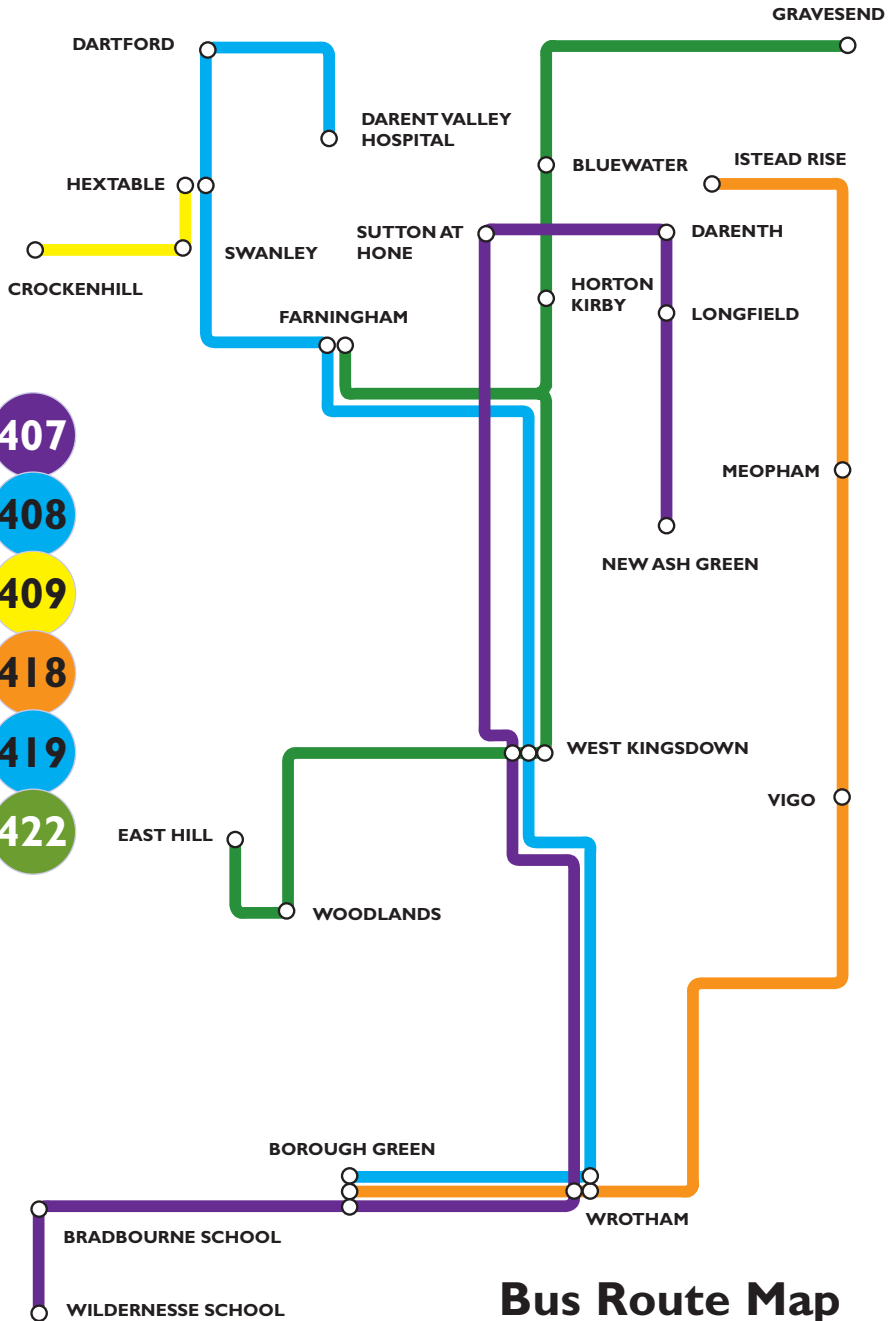 GRAVESEND
DARTFORD
DARENT VALLEY
HOSPITAL
BLUEWATER
ISTEAD RISE
HEXTABLE
SUTTON AT
HONE
DARENTH
SWANLEY
CROCKENHILL
HORTON
KIRBY
LONGFIELD
FARNINGHAM
407
408
409
418
419
422
MEOPHAM
NEW ASH GREEN
WEST KINGSDOWN
VIGO
EAST HILL
WOODLANDS
BOROUGH GREEN
WROTHAM
BRADBOURNE SCHOOL
WILDERNESSE SCHOOL
Bus Route Map